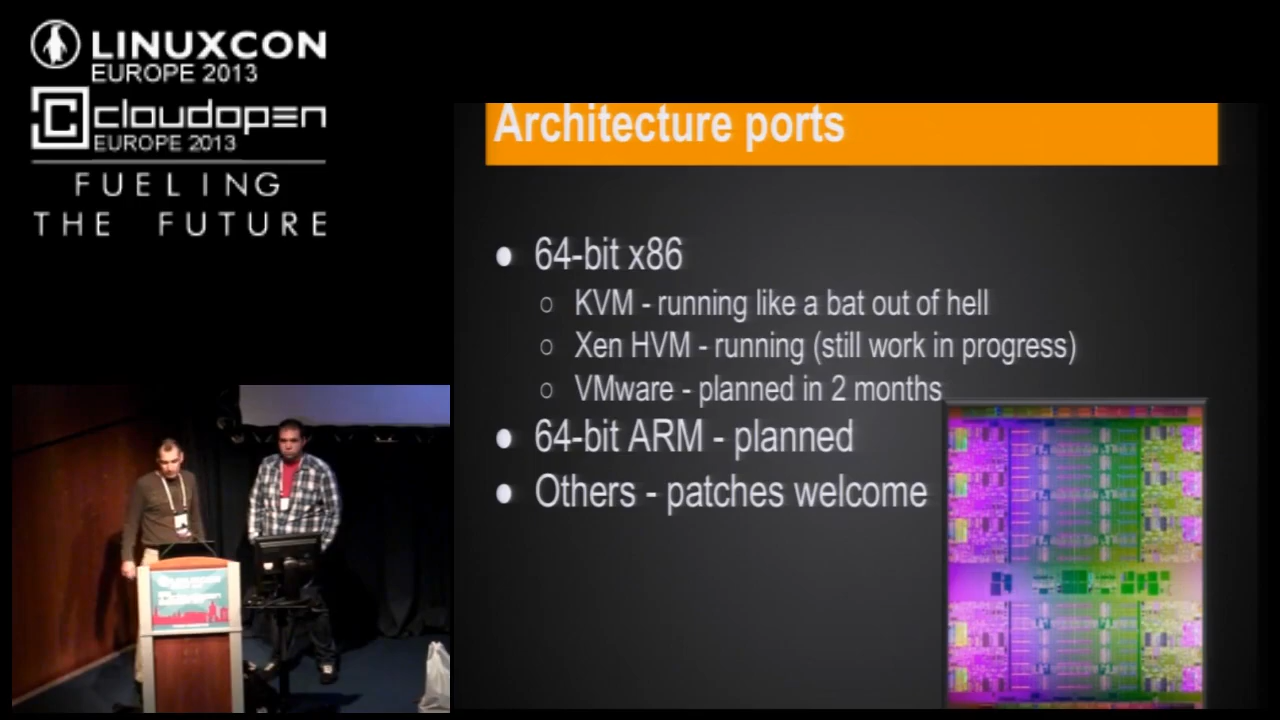 LINUXCON
EUROPE 2013
cloudopen
EUROPE 2013
FUELING
THE FUTURE
Architecture ports
64-bit x86
KVM - running like a bat out of hell
Xen HVM - running (still work in progress)
VMware - planned in 2 months
64-bit ARM - planned
Others - patches welcome
LINUXCON